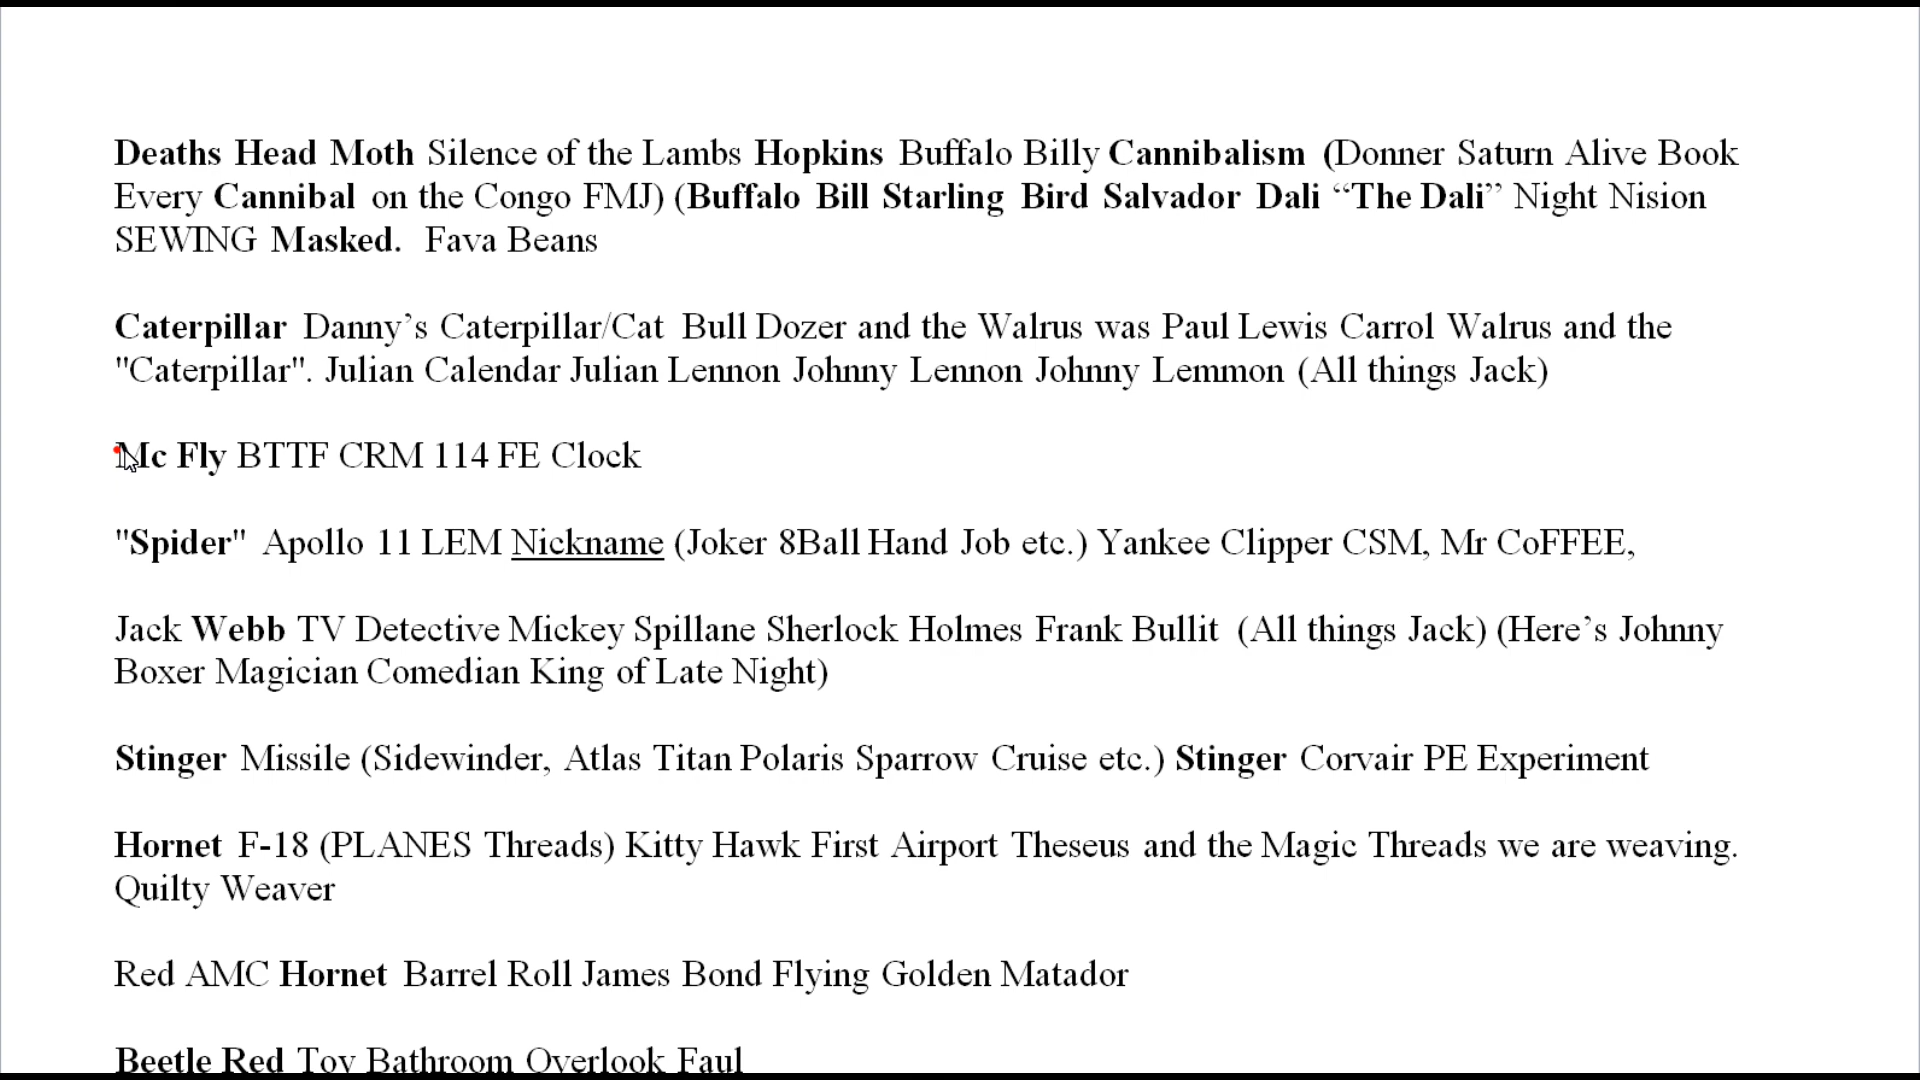 Deaths Head Moth Silence of the Lambs Hopkins Buffalo Billy Cannibalism (Donner Saturn Alive Book
Every Cannibal on the Congo FMJ) (Buffalo Bill Starling Bird Salvador Dali “The Dali” Night Nision
SEWING Masked. Fava Beans
Caterpillar Danny’s Caterpillar/Cat Bull Dozer and the Walrus was Paul Lewis Carrol Walrus and the
"Caterpillar". Julian Calendar Julian Lennon Johnny Lennon Johnny Lemmon (All things Jack)
Mc Fly BTTF CRM 114 FE Clock
"Spider" Apollo 11 LEM Nickname (Joker 8Ball Hand Job etc.) Yankee Clipper CSM, Mr CoFFEE,
Jack Webb TV Detective Mickey Spillane Sherlock Holmes Frank Bullit (All things Jack) (Here’s Johnny
Boxer Magician Comedian King of Late Night)
Stinger Missile (Sidewinder, Atlas Titan Polaris Sparrow Cruise etc.) Stinger Corvair PE Experiment
Hornet F-18 (PLANES Threads) Kitty Hawk First Airport Theseus and the Magic Threads we are weaving.
Quilty Weaver
Red AMC Hornet Barrel Roll James Bond Flying Golden Matador
Beetle Red Toy Bathroom Overlook Faul